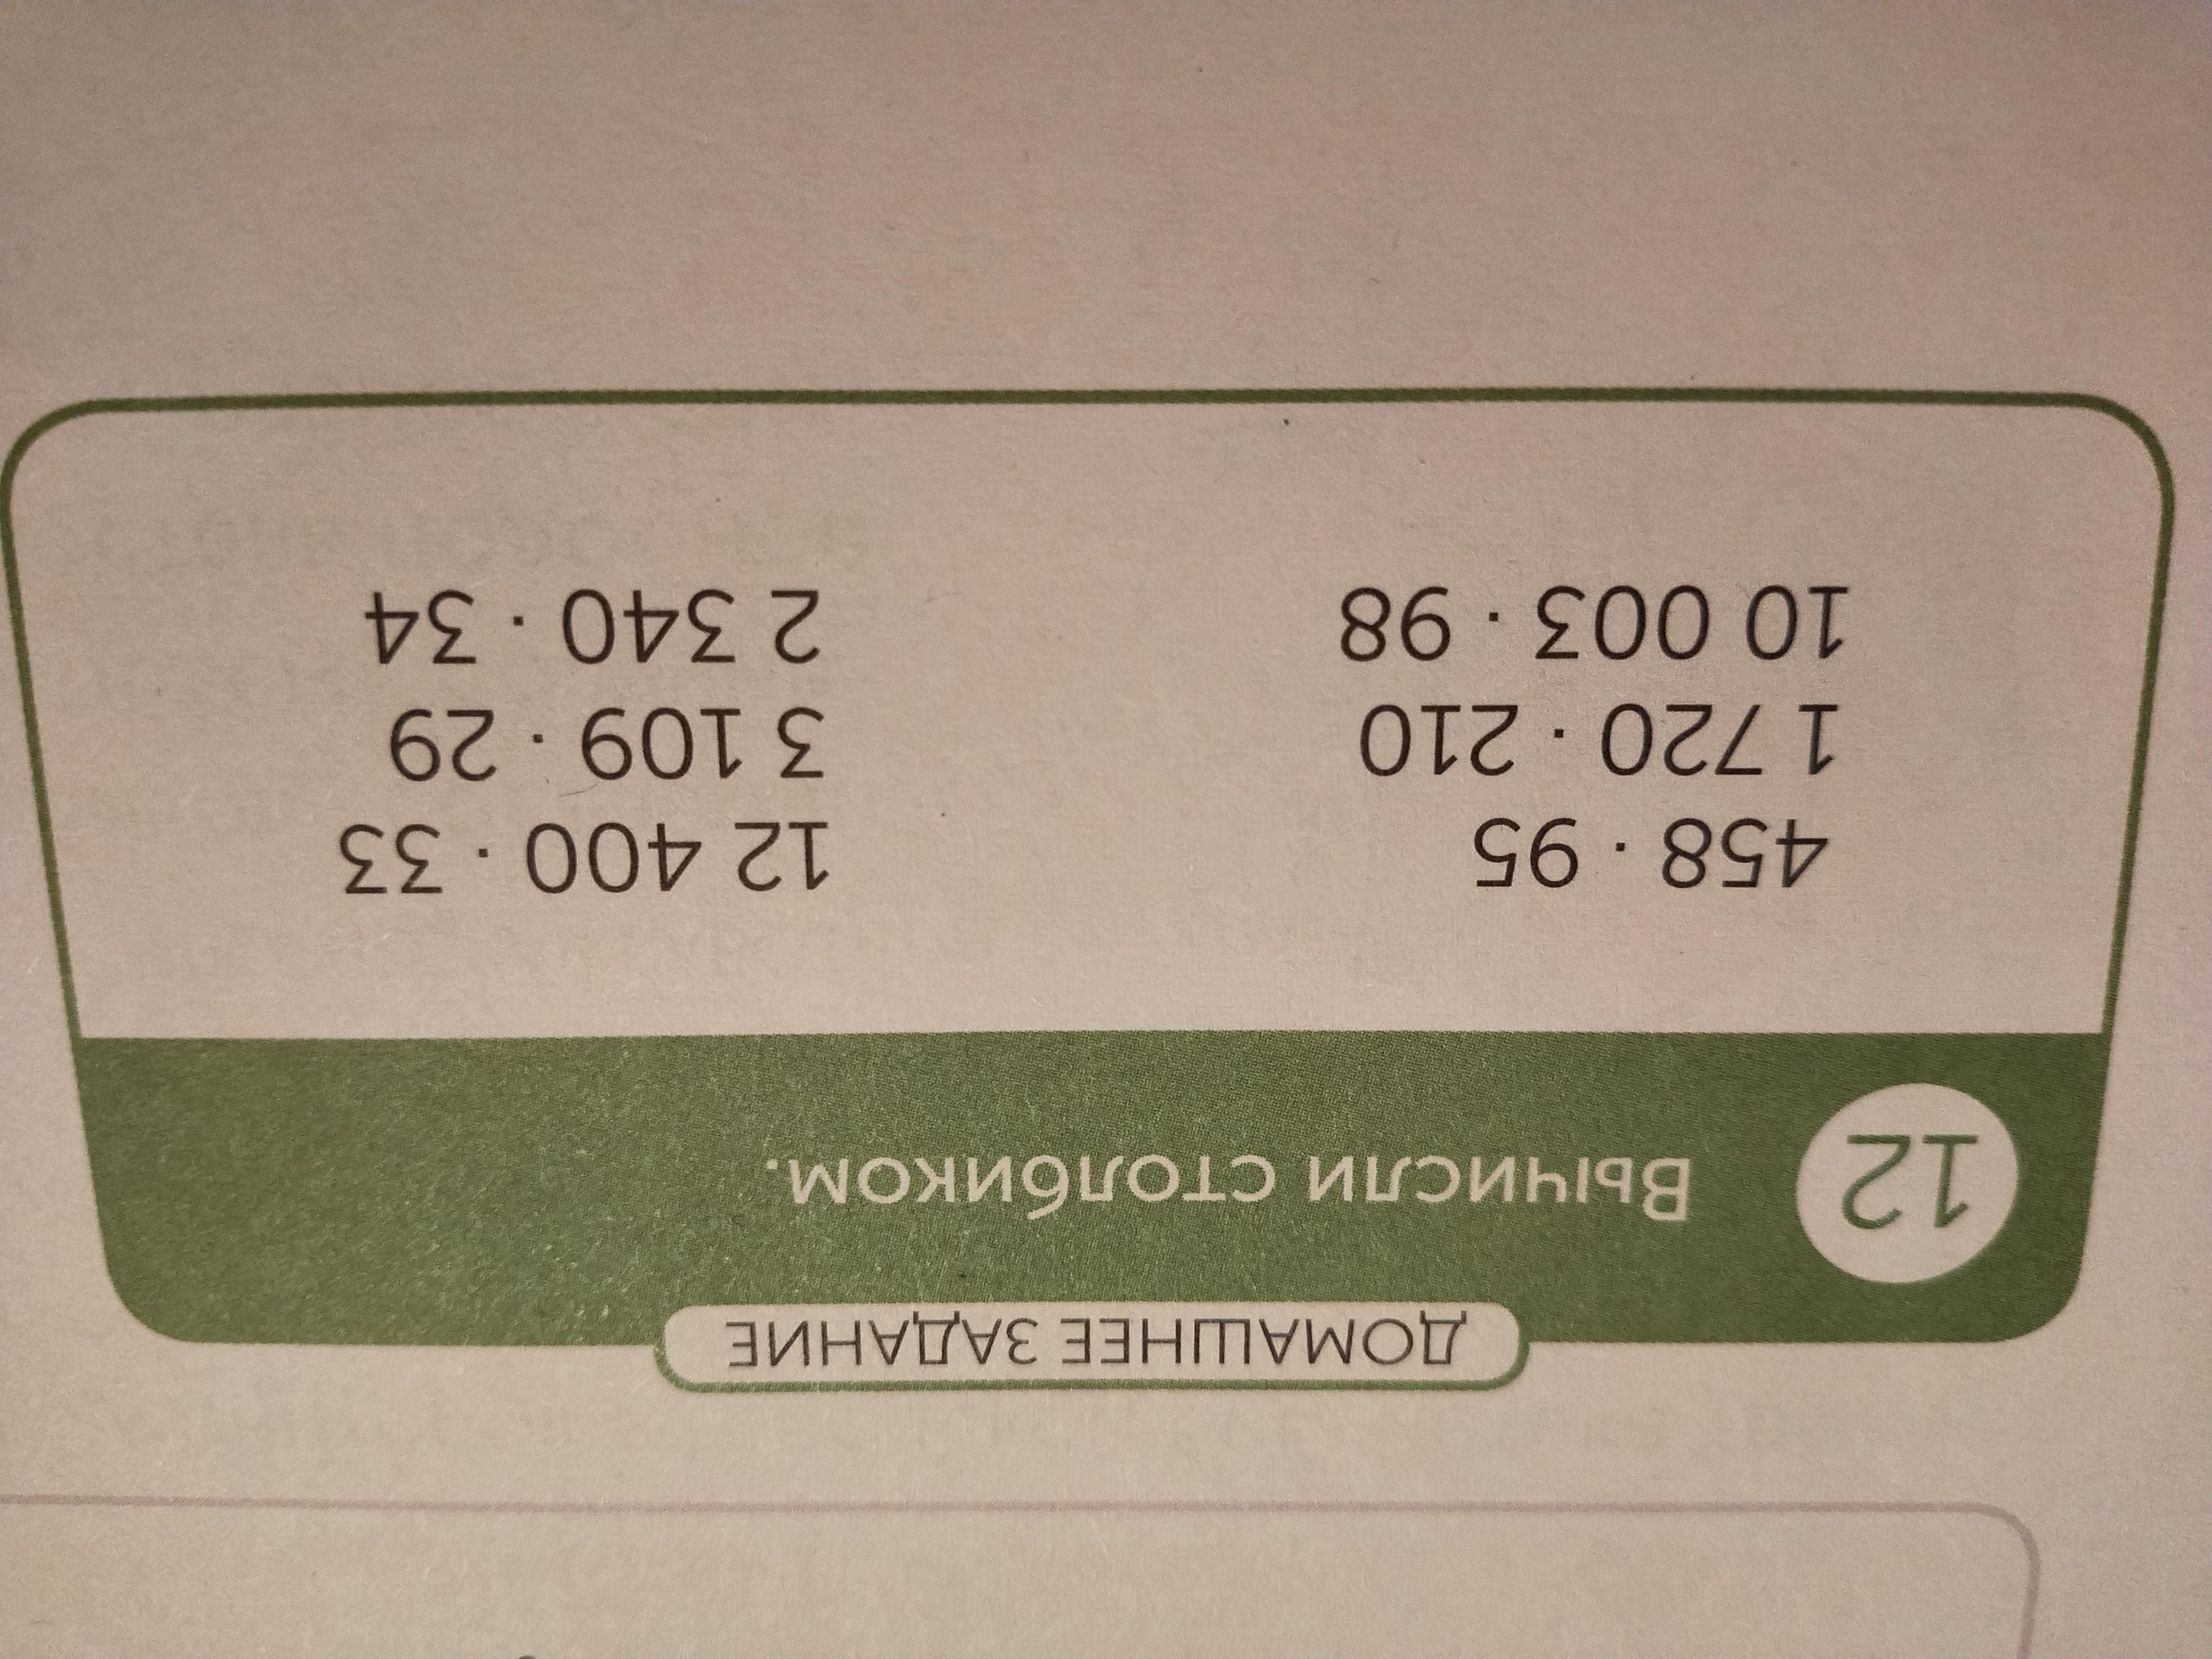 ДОМАШНЕЕ ЗАДАНИЕ
12 Вычисли столбиком.
458 · 95 12 400 · 33
1 720 · 210 3 109 · 29
10 003 · 98 2 340 · 34